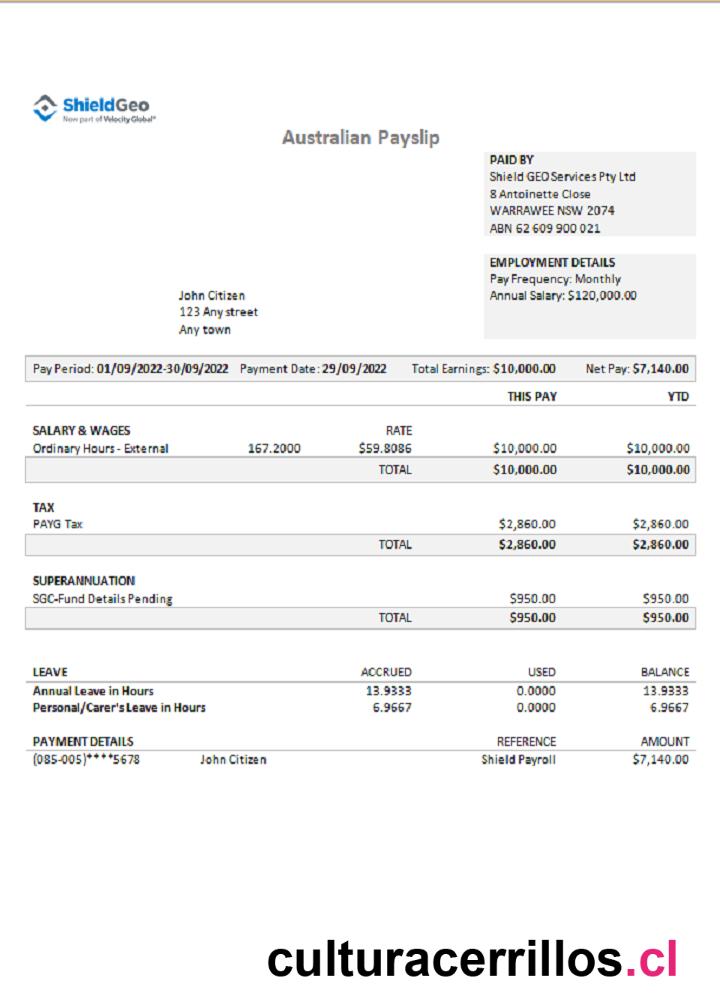 ShieldGeo
Now part of Velocity Global®
Australian Payslip
PAID BY
Shield GEO Services Pty Ltd
8 Antoinette Close
WARRAWEE NSW 2074
ABN 62 609 900 021
EMPLOYMENT DETAILS
Pay Frequency: Monthly
Annual Salary: $120,000.00
John Citizen
123 Any street
Any town
Pay Period: 01/09/2022-30/09/2022 Payment Date: 29/09/2022 Total Earnings: $10,000.00 Net Pay: $7,140.00
THIS PAY YTD
SALARY & WAGES RATE
Ordinary Hours - External 167.2000 $59.8086 $10,000.00 $10,000.00
TOTAL $10,000.00 $10,000.00
TAX
PAYG Tax $2,860.00 $2,860.00
TOTAL $2,860.00 $2,860.00
SUPERANNUATION
SGC-Fund Details Pending $950.00 $950.00
TOTAL $950.00 $950.00
LEAVE ACCRUED USED BALANCE
Annual Leave in Hours 13.9333 0.0000 13.9333
Personal/Carer's Leave in Hours 6.9667 0.0000 6.9667
PAYMENT DETAILS REFERENCE AMOUNT
(085-005)****5678 John Citizen Shield Payroll $7,140.00
culturacerrillos.cl